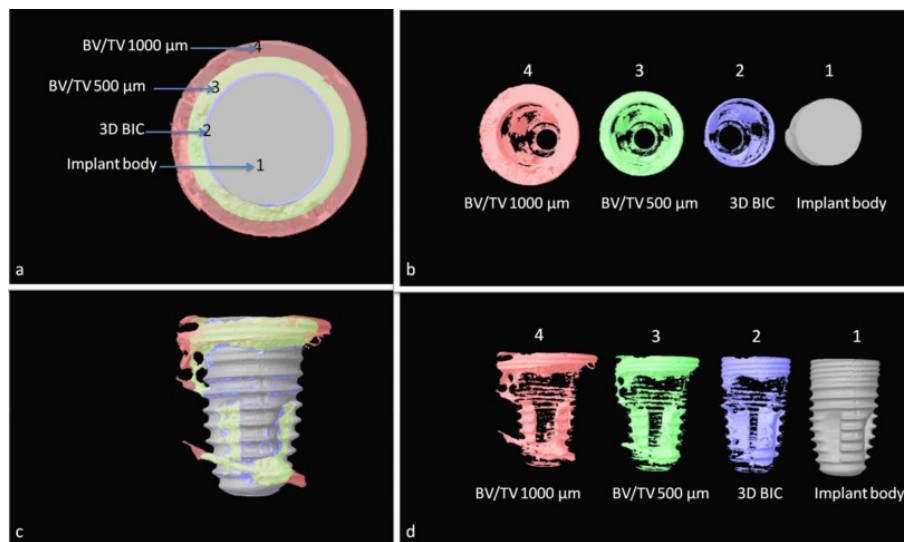 BV/TV 1000 µm
4
BV/TV 500 µm
3
3D BIC
2
Implant body
1
a
4 3 2 1
BV/TV 1000 µm BV/TV 500 µm 3D BIC Implant body
b
c
4 3 2 1
BV/TV 1000 µm BV/TV 500 µm 3D BIC Implant body
d